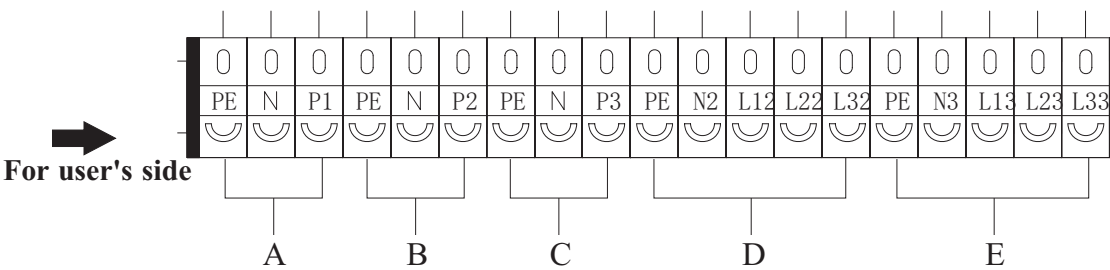 PE N P1 PE N P2 PE N P3 PE N2 L12 L22 L32 PE N3 L13 L23 L33
For user's side
A B C D E